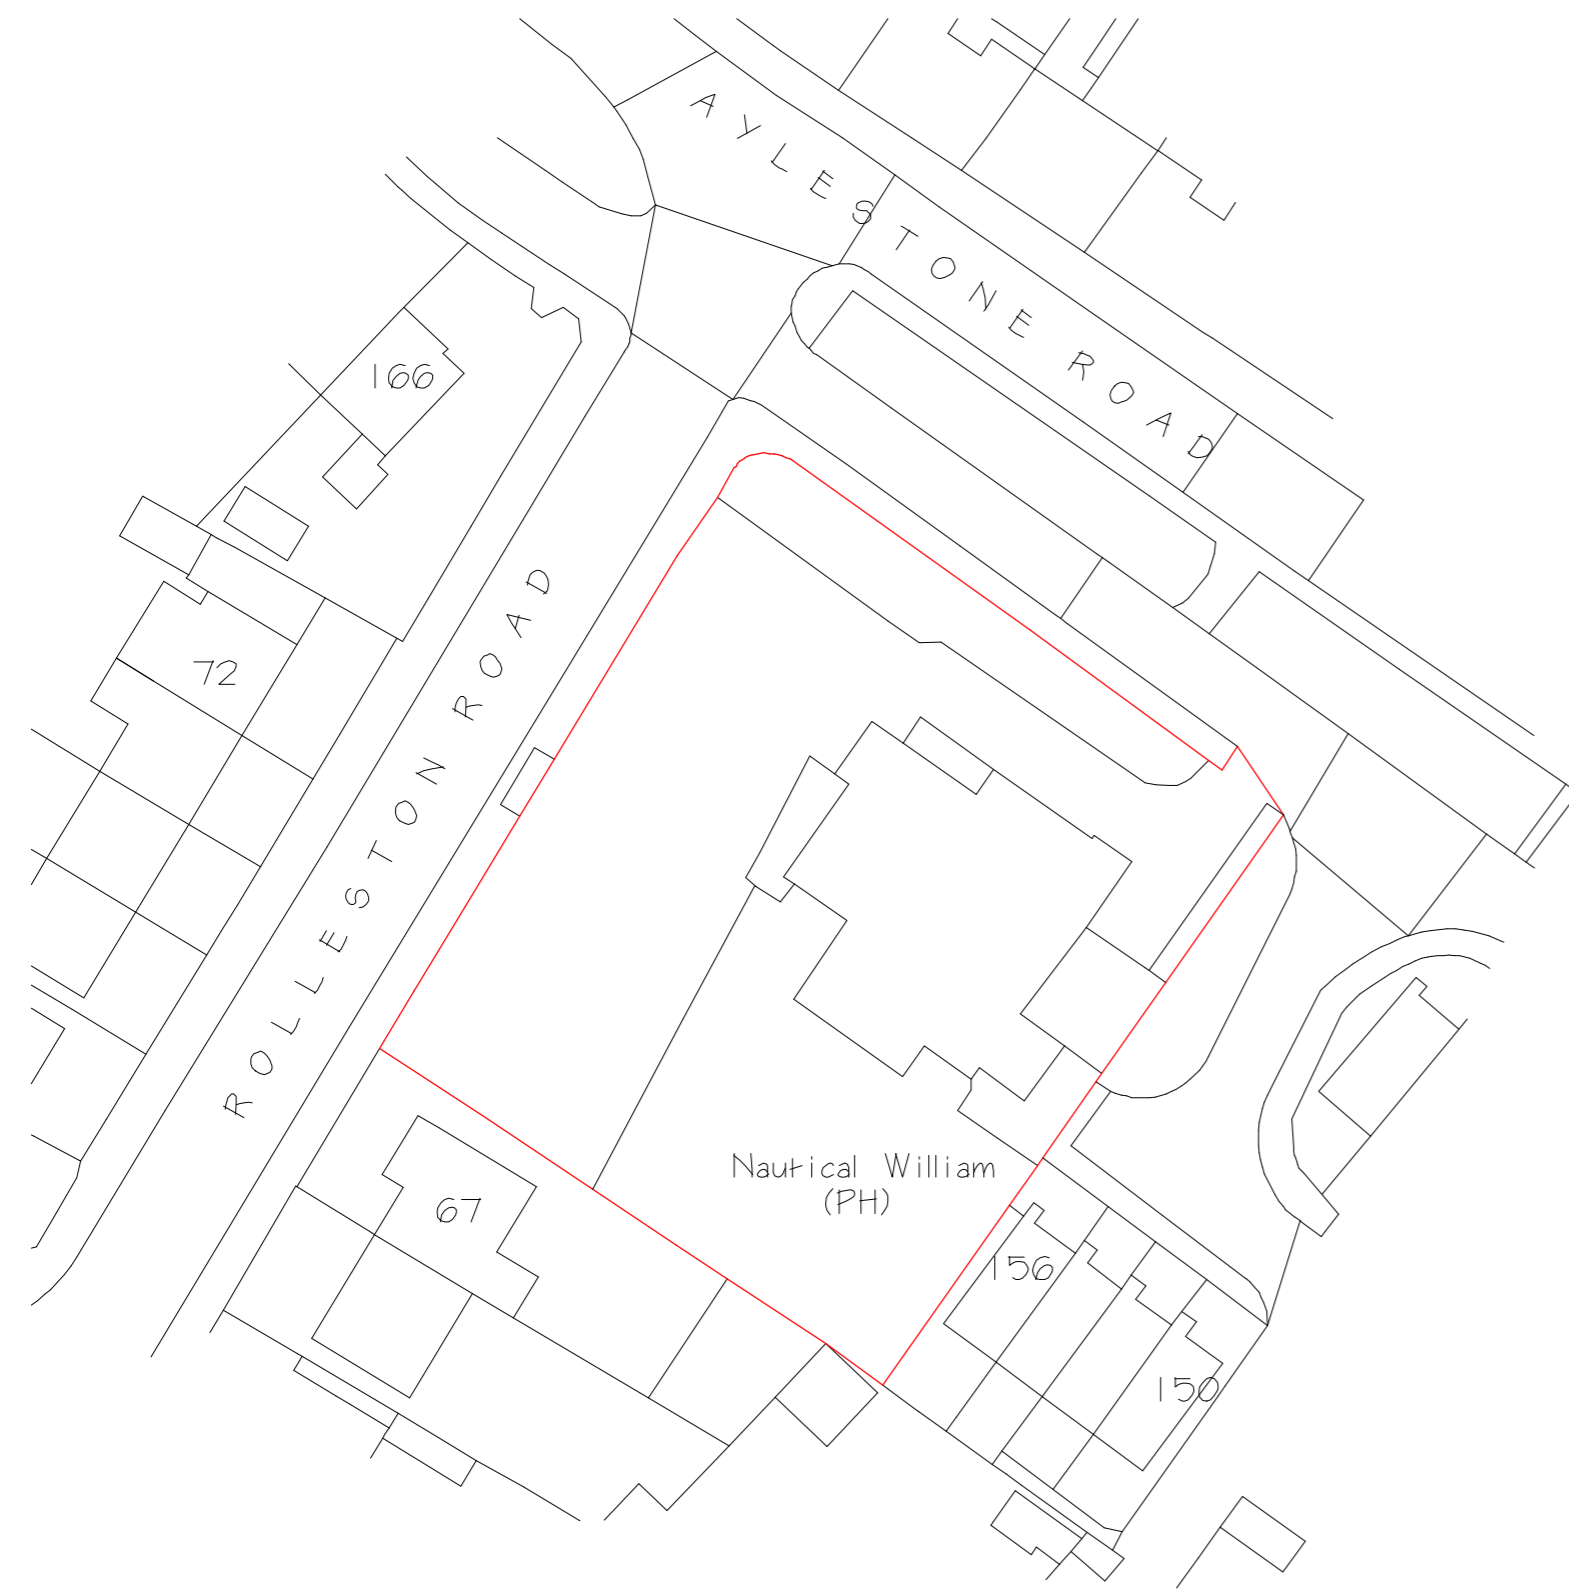 AYLESTONE ROAD
166
72
ROLLESTON ROAD
Nautical William
(PH)
67
156
150